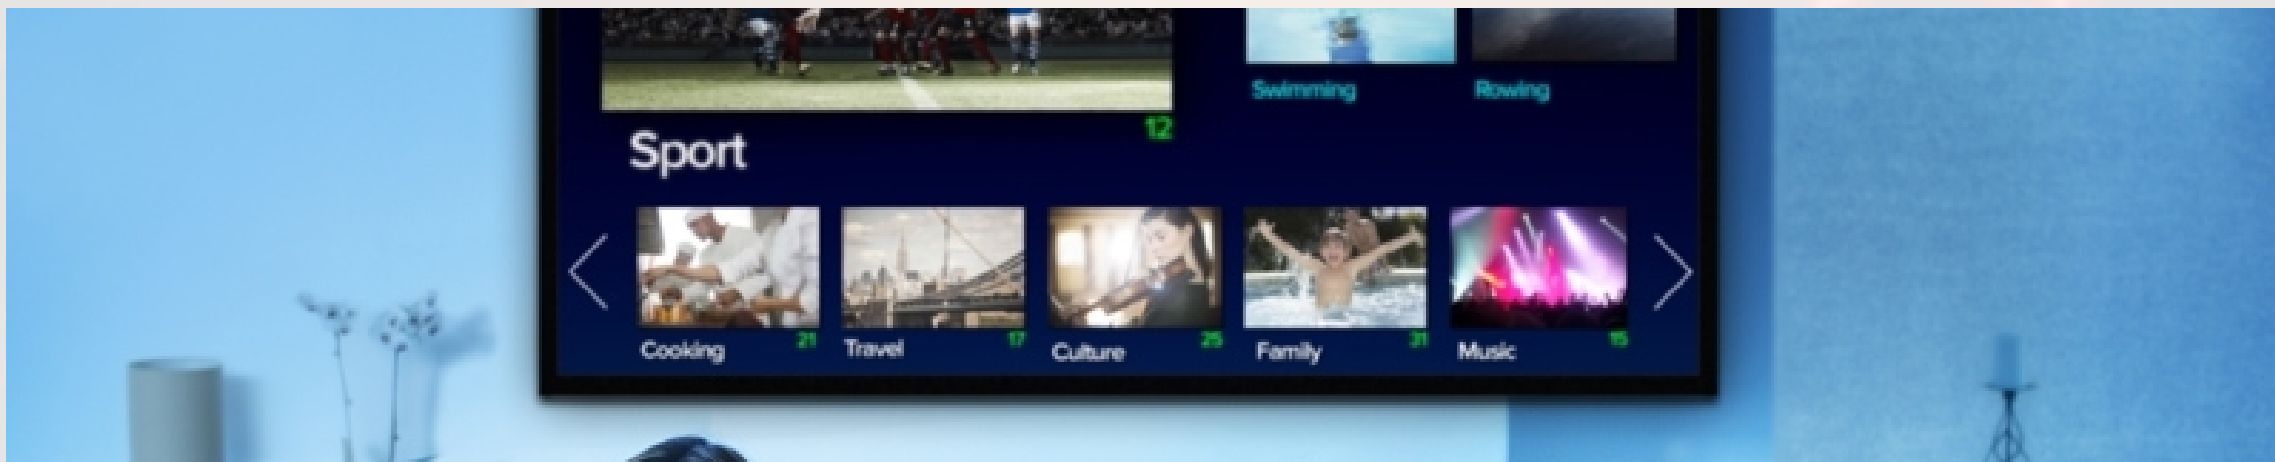 Swimming
Rowing
12
Sport
21
17
25
31
15
Cooking
Travel
Culture
Family
Music